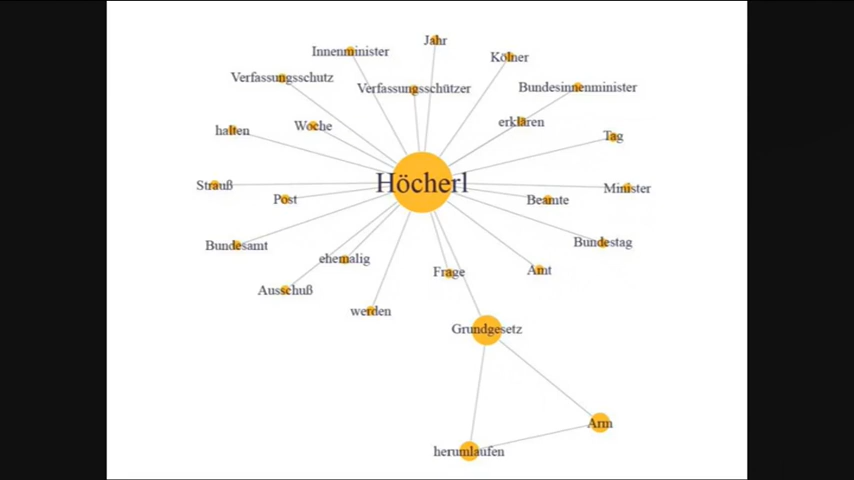 Jahr
Innenminister
Kölner
Verfassungsschutz
Verfassungsschützer
Bundesinnenminister
erklären
Woche
halten
Tag
Höcherl
Strauß
Minister
Post
Beamte
Bundesamt
Bundestag
ehemalig
Frage
Amt
Ausschuß
werden
Grundgesetz
Arm
herumlaufen